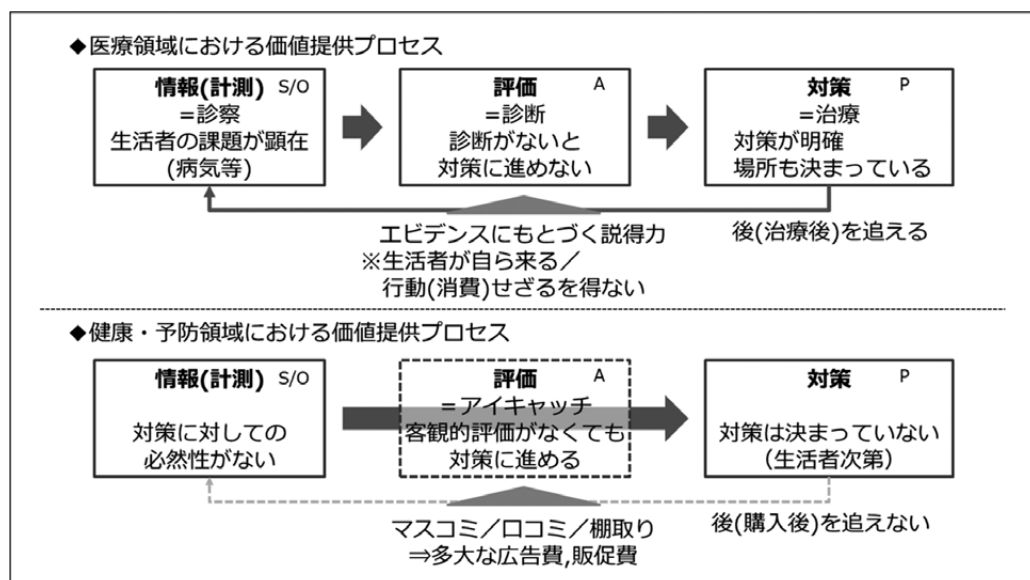 ◆医療領域における価値提供プロセス
情報(計測) S/O
=診察
生活者の課題が顕在
(病気等)
評価 A
=診断
診断がないと
対策に進めない
対策 P
=治療
対策が明確
場所も決まっている
エビデンスにもとづく説得力
※生活者が自ら来る／
行動(消費)せざるを得ない
後(治療後)を追える
◆健康・予防領域における価値提供プロセス
情報(計測) S/O
対策に対しての
必然性がない
評価 A
=アイキャッチ
客観的評価がなくても
対策に進める
対策 P
対策は決まっていない
(生活者次第)
マスコミ／口コミ／棚取り
⇒多大な広告費,販促費
後(購入後)を追えない